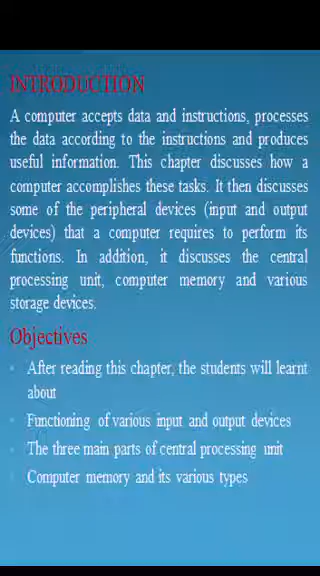 INTRODUCTION
A computer accepts data and instructions, processes
the data according to the instructions and produces
useful information. This chapter discusses how a
computer accomplishes these tasks. It then discusses
some of the peripheral devices (input and output
devices) that a computer requires to perform its
functions. In addition, it discusses the central
processing unit, computer memory and various
storage devices.
Objectives
• After reading this chapter, the students will learnt
about
• Functioning of various input and output devices
• The three main parts of central processing unit
• Computer memory and its various types